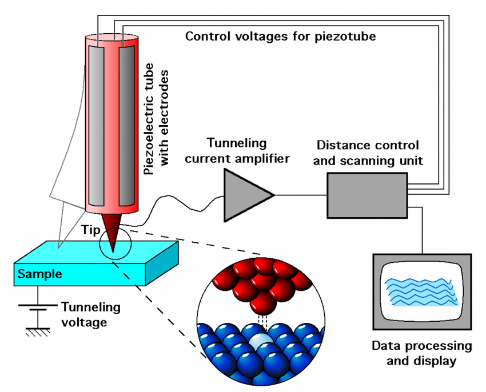 Control voltages for piezotube
Piezoelectric tube
with electrodes
Tunneling
current amplifier
Distance control
and scanning unit
Tip
Sample
Tunneling
voltage
Data processing
and display